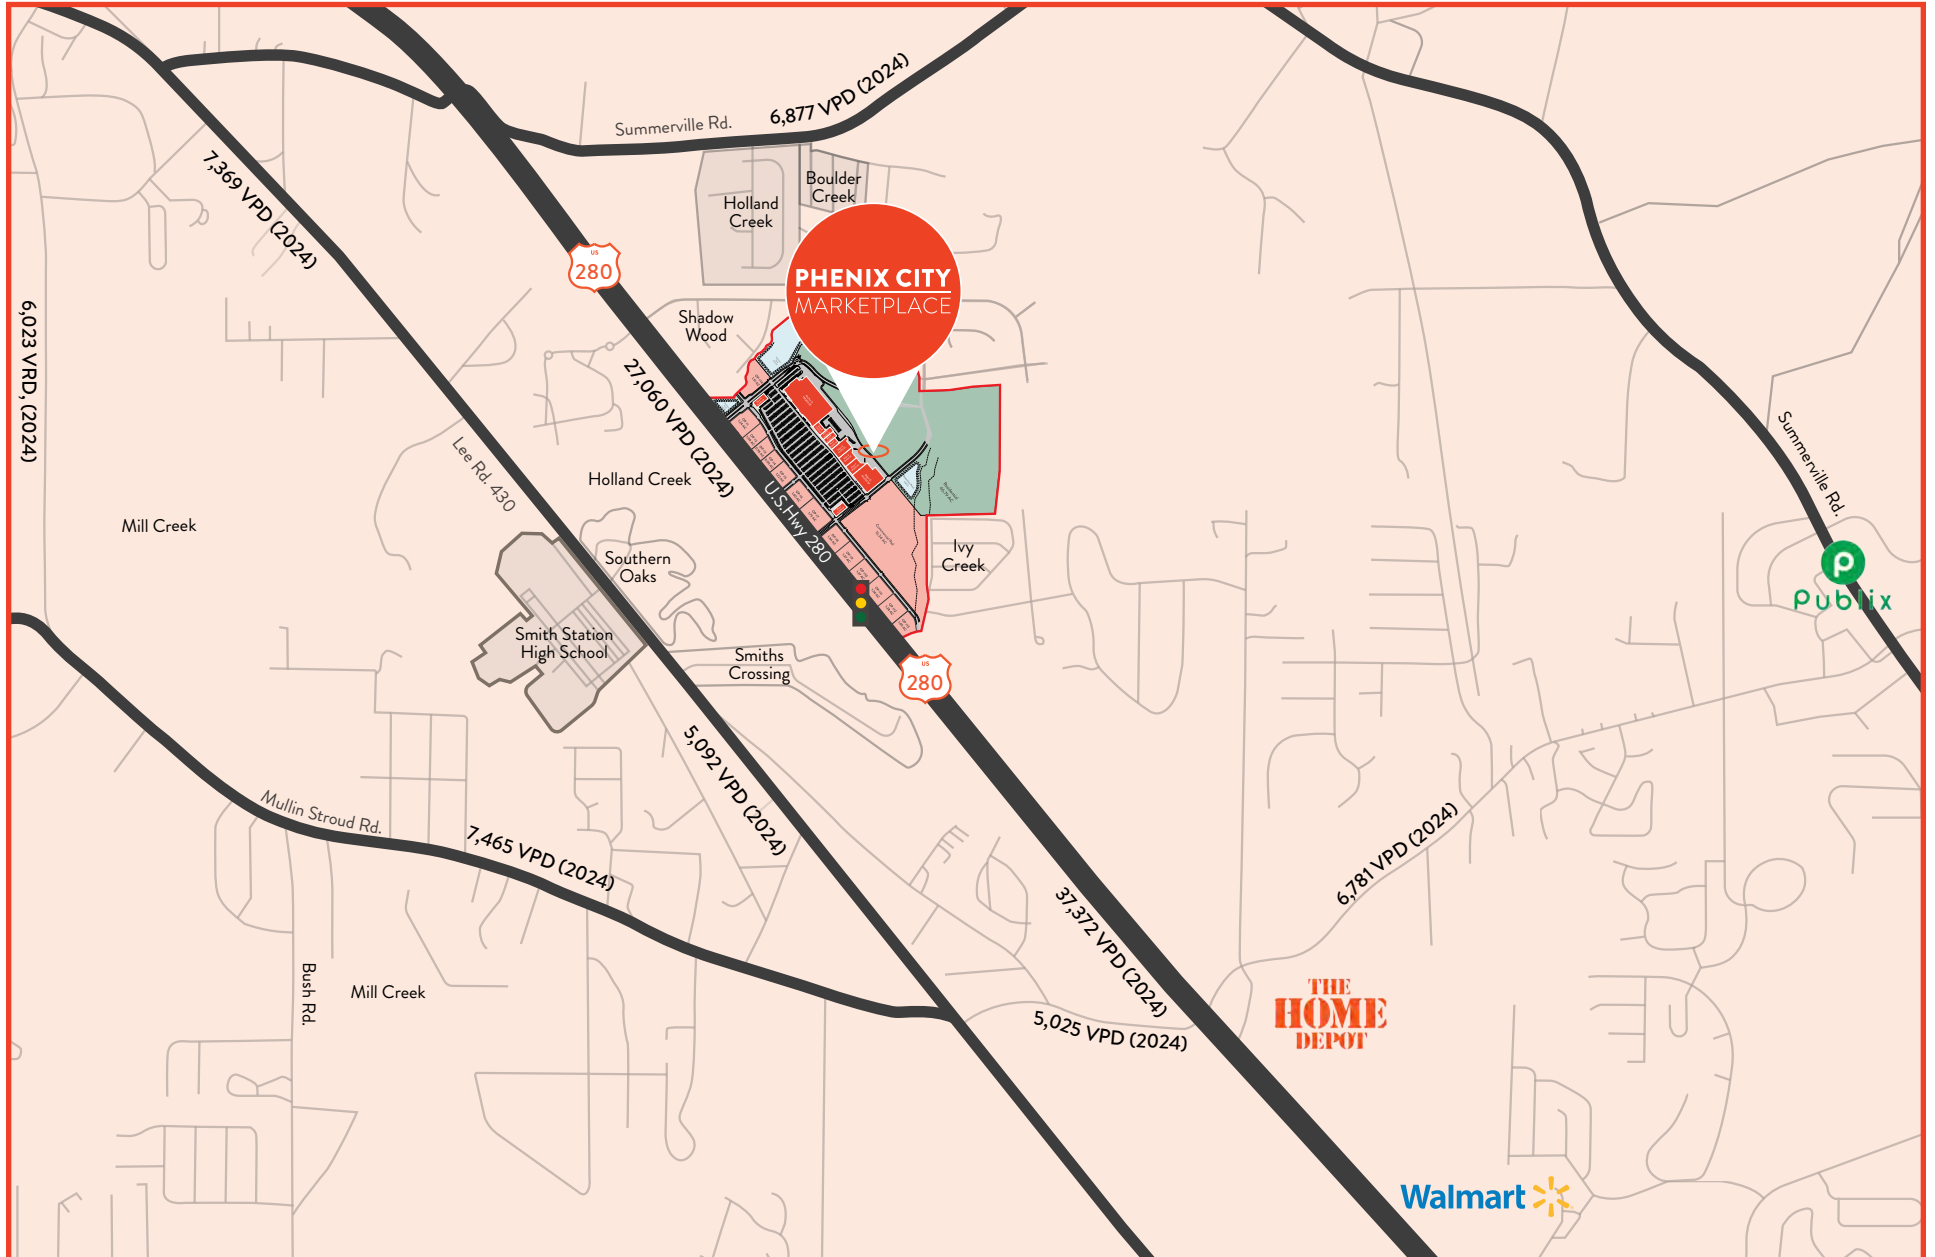 6,877 VPD (2024)
Summerville Rd.
7,369 VPD (2024)
Boulder
Creek
Holland
Creek
US
280
PHENIX CITY
MARKETPLACE
6,023 VRD, (2024)
Shadow
Wood
27,060 VPD (2024)
Lee Rd. 430
Summerville Rd.
Holland Creek
U.S.Hwy 280
Mill Creek
Ivy
Creek
Southern
Oaks
Publix
Smith Station
High School
Smiths
Crossing
US
280
5,092 VPD (2024)
Mullin Stroud Rd.
7,465 VPD (2024)
6,781 VPD (2024)
37,372 VPD (2024)
Bush Rd.
Mill Creek
THE
HOME
DEPOT
5,025 VPD (2024)
Walmart